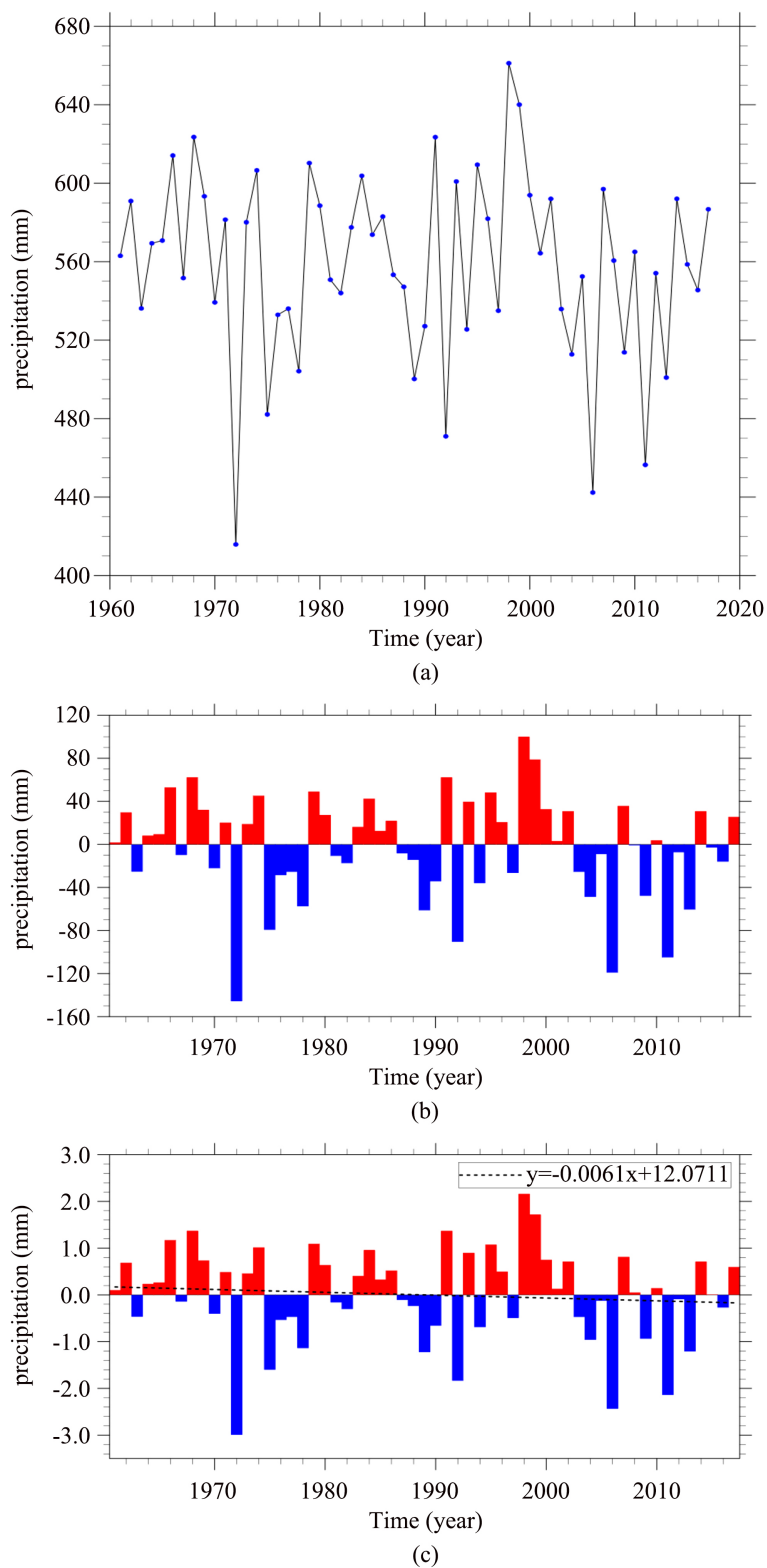 680
640
600
560
520
480
440
400
precipitation (mm)
1960 1970 1980 1990 2000 2010 2020
Time (year)
(a)
120
80
40
0
-40
-80
-120
-160
precipitation (mm)
1970 1980 1990 2000 2010
Time (year)
(b)
3.0
2.0
1.0
0.0
-1.0
-2.0
-3.0
precipitation (mm)
y=-0.0061x+12.0711
1970 1980 1990 2000 2010
Time (year)
(c)